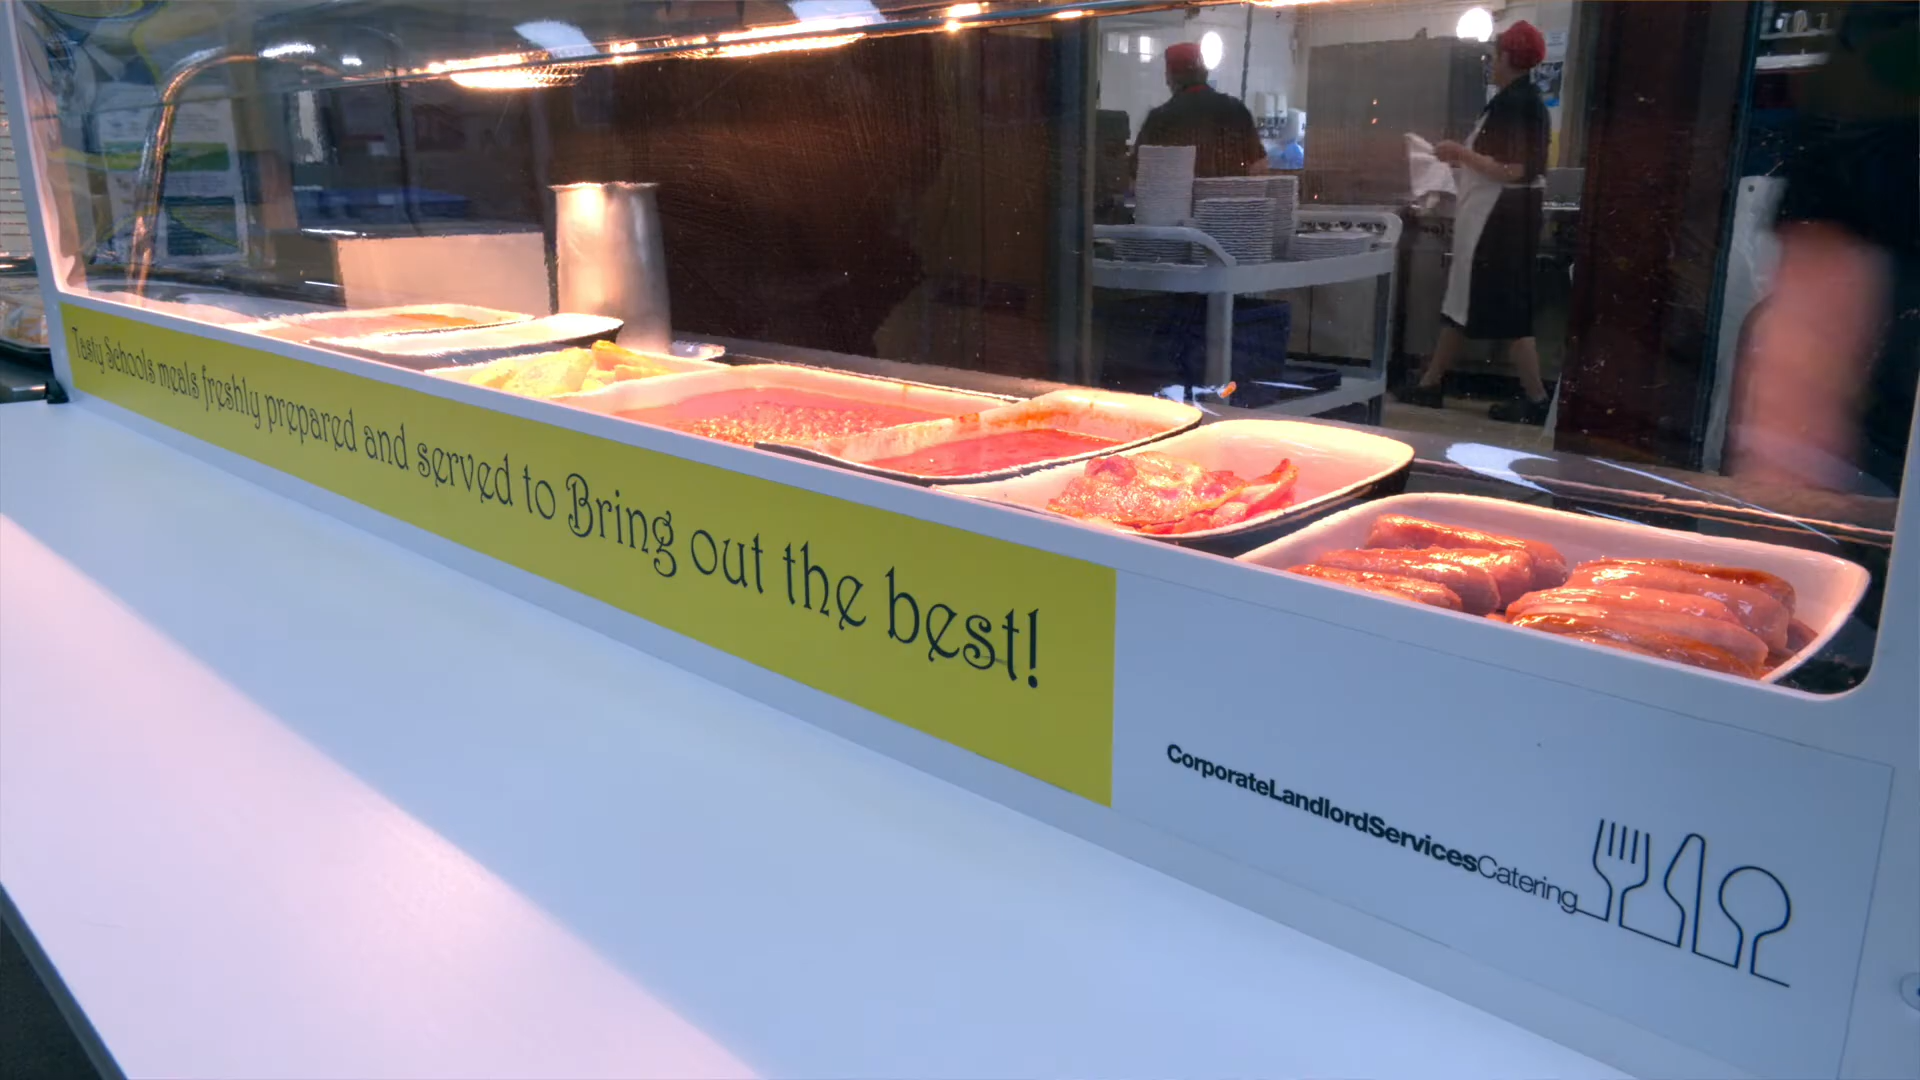 Tasty Schools meals freshly prepared and served to Bring out the best!
CorporateLandlordServicesCatering